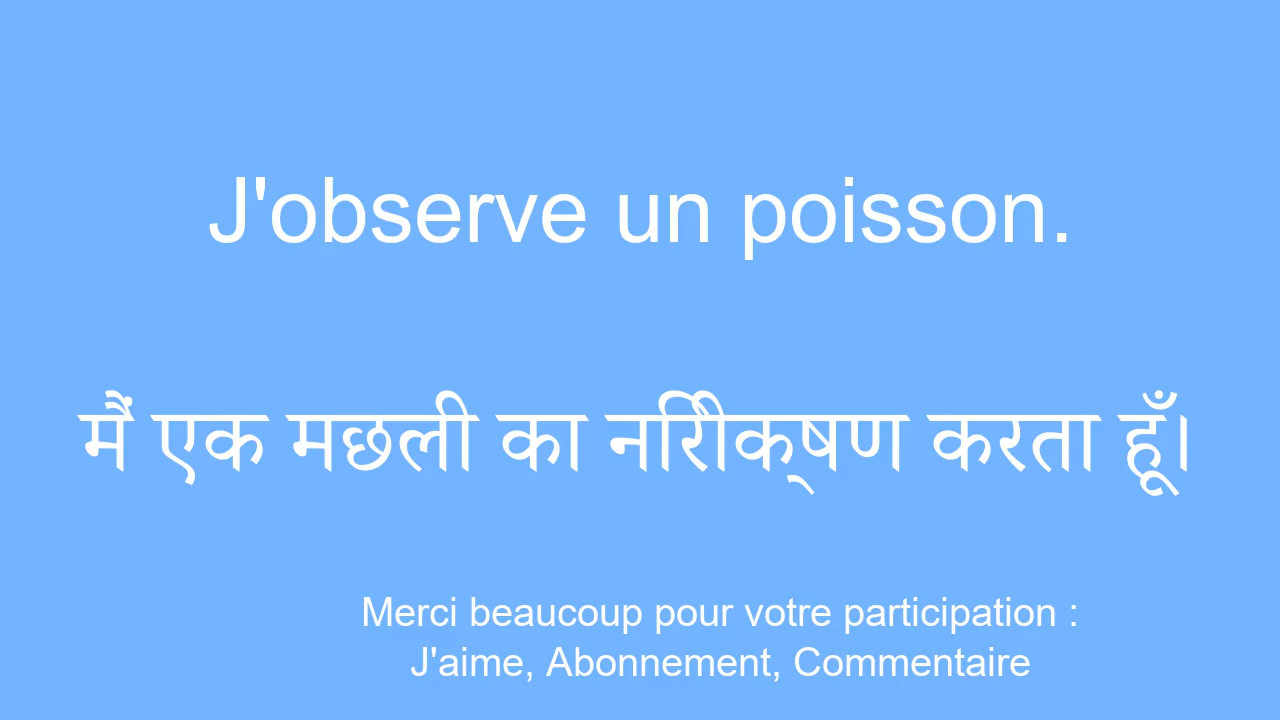 J'observe un poisson.
मैं एक मछली का निरीक्षण करता हूँ।
Merci beaucoup pour votre participation :
J'aime, Abonnement, Commentaire